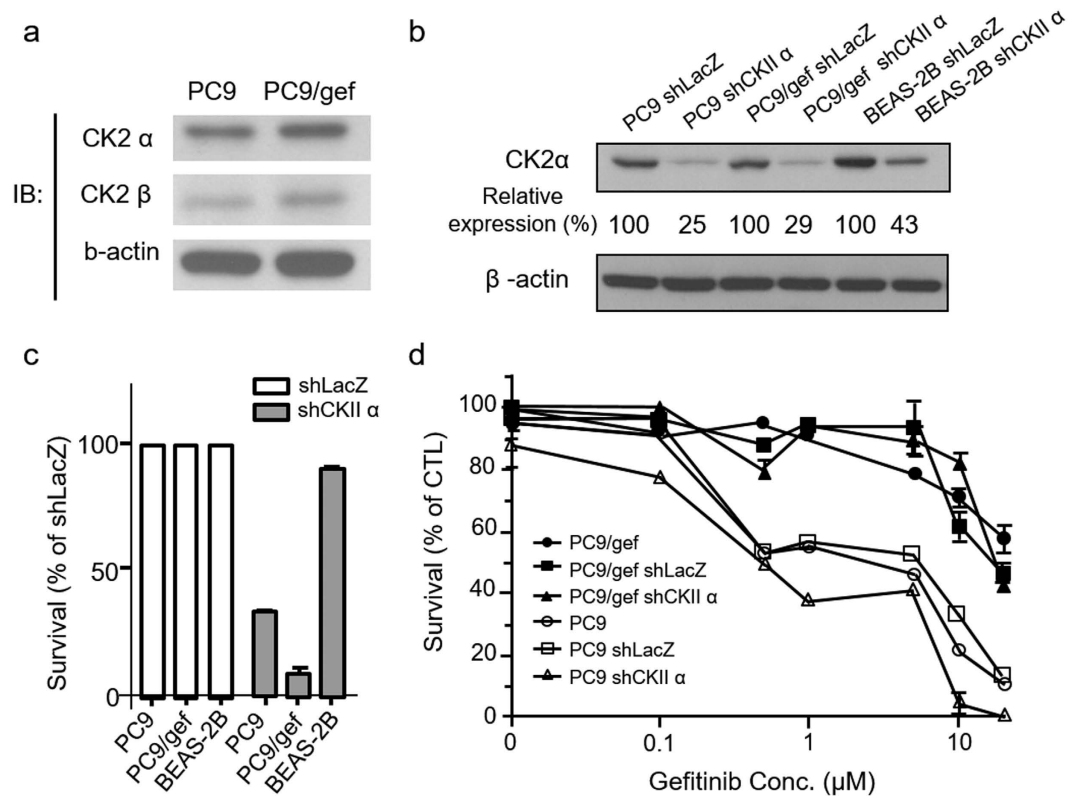 a
PC9 PC9/gef
IB:
CK2 α
CK2 β
b-actin
b
PC9 shLacZ
PC9 shCKII α
PC9/gef shLacZ
PC9/gef shCKII α
BEAS-2B shLacZ
BEAS-2B shCKII α
CK2α
Relative
expression (%) 100 25 100 29 100 43
β -actin
c
shLacZ
shCKII α
Survival (% of shLacZ)
100
50
0
PC9
PC9/gef
BEAS-2B
PC9
PC9/gef
BEAS-2B
d
Survival (% of CTL)
100
80
60
40
20
0
PC9/gef
PC9/gef shLacZ
PC9/gef shCKII α
PC9
PC9 shLacZ
PC9 shCKII α
0 0.1 1 10
Gefitinib Conc. (μM)